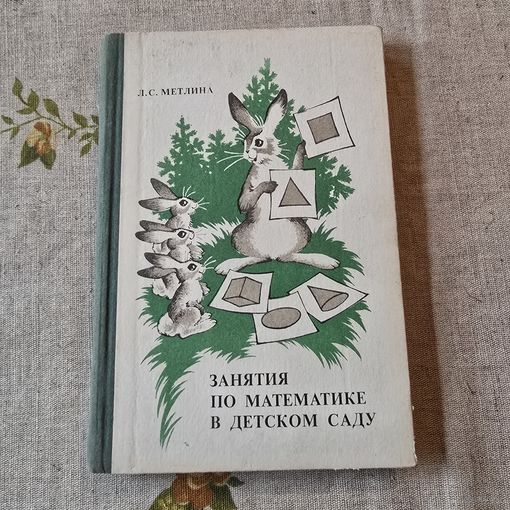 Л.С. МЕТЛИНА
ЗАНЯТИЯ
ПО МАТЕМАТИКЕ
В ДЕТСКОМ САДУ